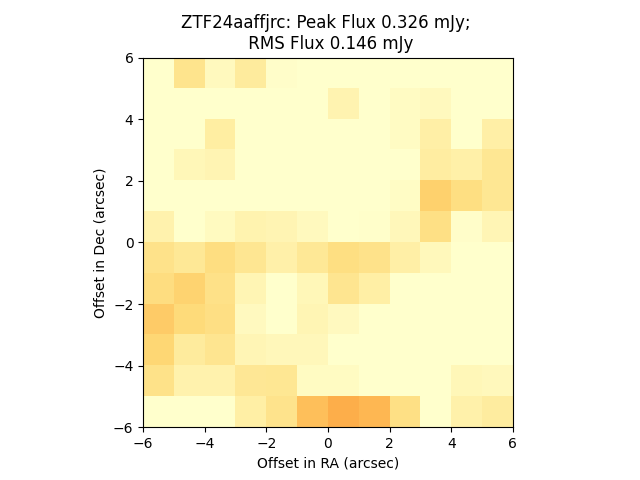 ZTF24aaffjrc: Peak Flux 0.326 mJy;
RMS Flux 0.146 mJy
6
4
2
0
−2
−4
−6
Offset in Dec (arcsec)
−6 −4 −2 0 2 4 6
Offset in RA (arcsec)